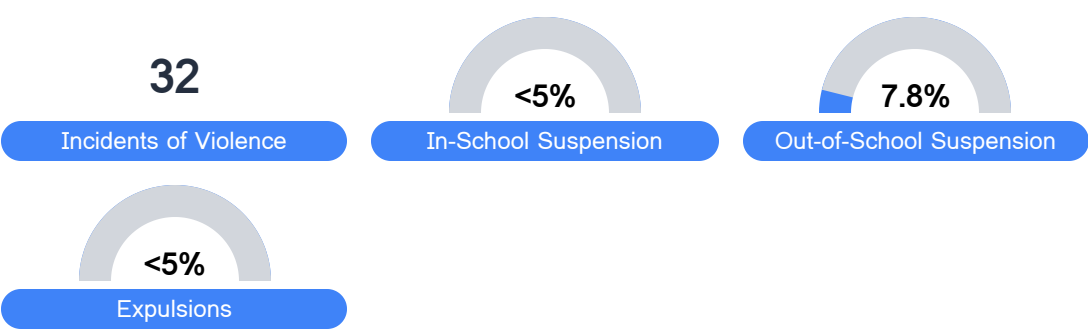 32
Incidents of Violence
<5%
In-School Suspension
7.8%
Out-of-School Suspension
<5%
Expulsions